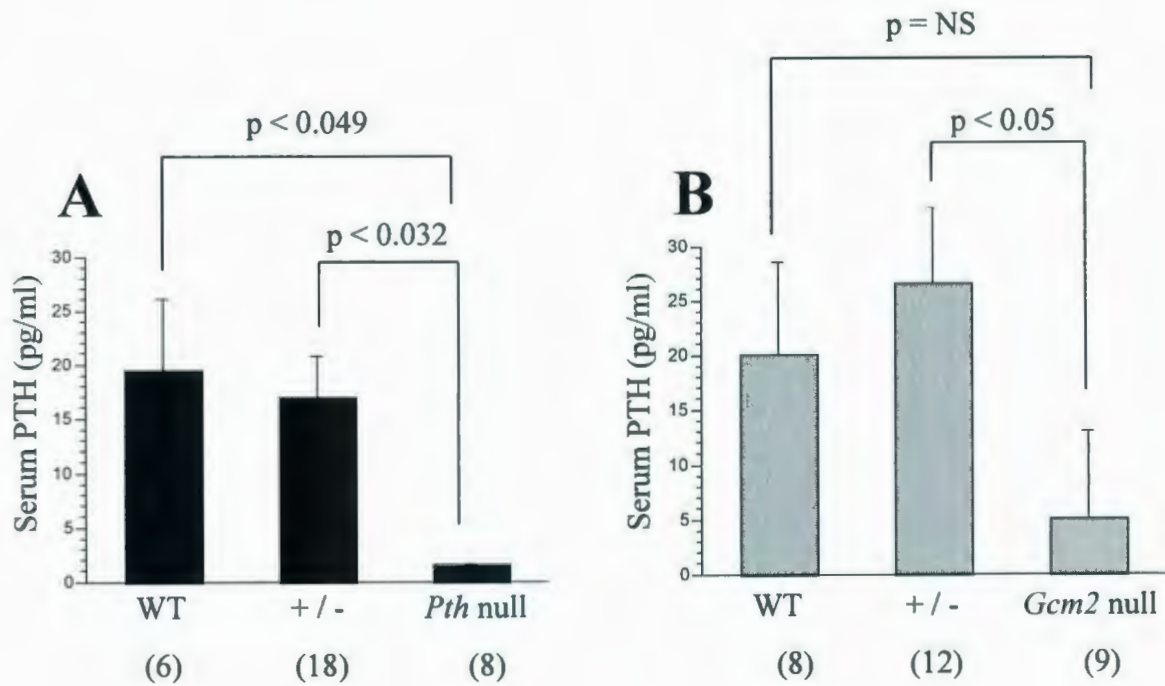 A
p < 0.049
p < 0.032
Serum PTH (pg/ml)
30
25
20
15
10
5
0
WT
+ / -
Pth null
(6)
(18)
(8)
B
p = NS
p < 0.05
Serum PTH (pg/ml)
30
25
20
15
10
5
0
WT
+ / -
Gcm2 null
(8)
(12)
(9)